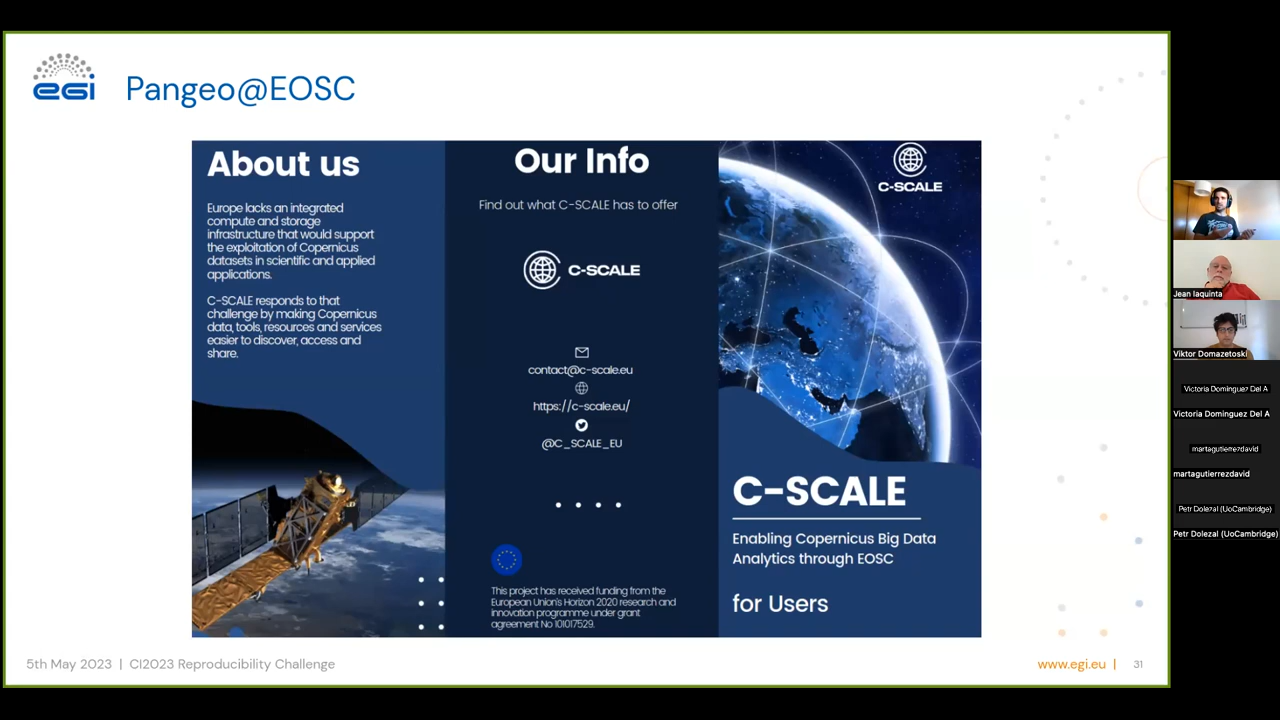 egi
Pangeo@EOSC
About us
Europe lacks an integrated
compute and storage
infrastructure that would support
the exploitation of Copernicus
datasets in scientific and applied
applications.
C-SCALE responds to that
challenge by making Copernicus
data, tools, resources and services
easier to discover, access and
share.
Our Info
Find out what C-SCALE has to offer
C-SCALE
contact@c-scale.eu
https://c-scale.eu/
@C_SCALE_EU
This project has received funding from the
European Union's Horizon 2020 research and
innovation programme under grant
agreement No 101017529.
C-SCALE
C-SCALE
Enabling Copernicus Big Data
Analytics through EOSC
for Users
5th May 2023 | CI2023 Reproducibility Challenge
www.egi.eu | 31
Jean Iaquinta
Viktor Domazetoski
Victoria Dominguez Del A
Victoria Dominguez Del A
martagutierrezdavid
martagutierrezdavid
Petr Dolezal (UoCambridge)
Petr Dolezal (UoCambridge)